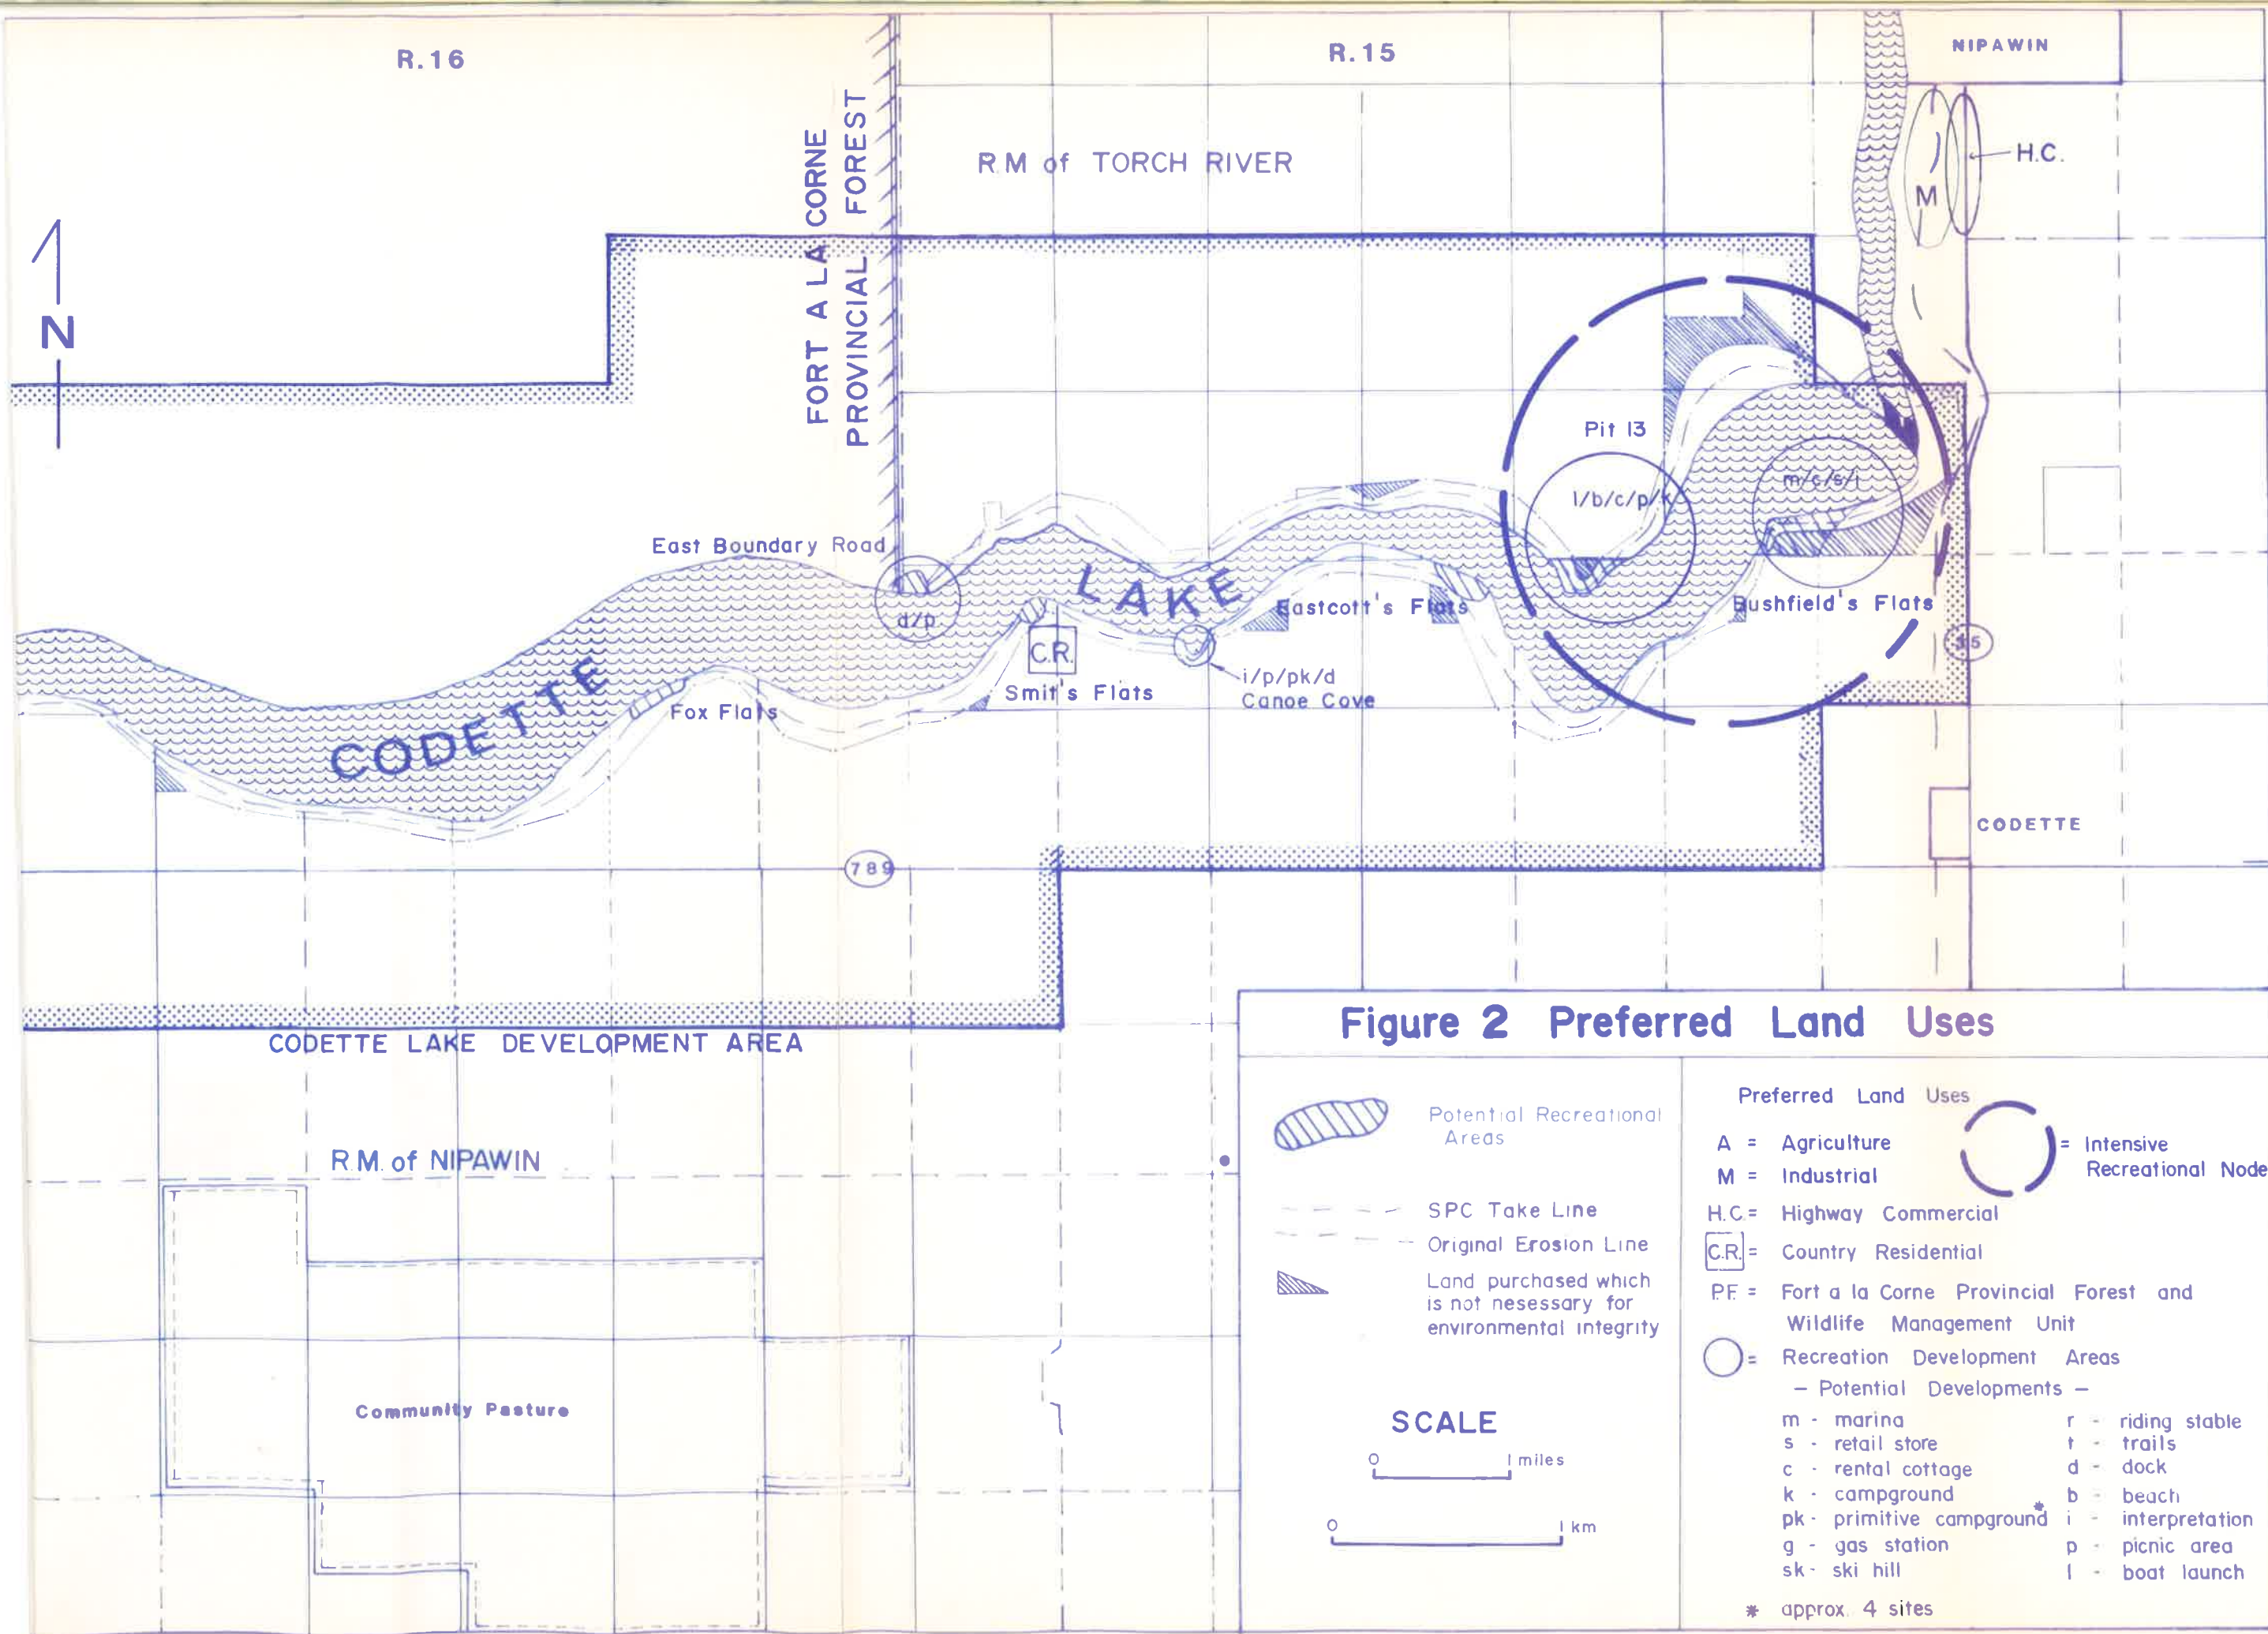 R.16
R.15
NIPAWIN
FORT A LA CORNE
PROVINCIAL FOREST
R.M of TORCH RIVER
H.C.
M
N
Pit 13
l/b/c/p/k
m/c/s/i
East Boundary Road
d/p
CODETTE LAKE
Eastcott's Flats
Bushfield's Flats
C.R.
i/p/pk/d
Canoe Cove
Smit's Flats
Fox Flats
35
CODETTE
789
CODETTE LAKE DEVELOPMENT AREA
R.M. of NIPAWIN
Community Pasture
Figure 2 Preferred Land Uses
Potential Recreational
Areas
SPC Take Line
Original Erosion Line
Land purchased which
is not nesessary for
environmental integrity
SCALE
0 1 miles
0 1 km
Preferred Land Uses
A = Agriculture
M = Industrial
= Intensive
Recreational Node
H.C. = Highway Commercial
C.R. = Country Residential
P.F. = Fort a la Corne Provincial Forest and
Wildlife Management Unit
= Recreation Development Areas
- Potential Developments -
m - marina
s - retail store
c - rental cottage
k - campground
pk - primitive campground *
g - gas station
sk - ski hill
r - riding stable
t - trails
d - dock
b - beach
i - interpretation
p - picnic area
l - boat launch
* approx. 4 sites